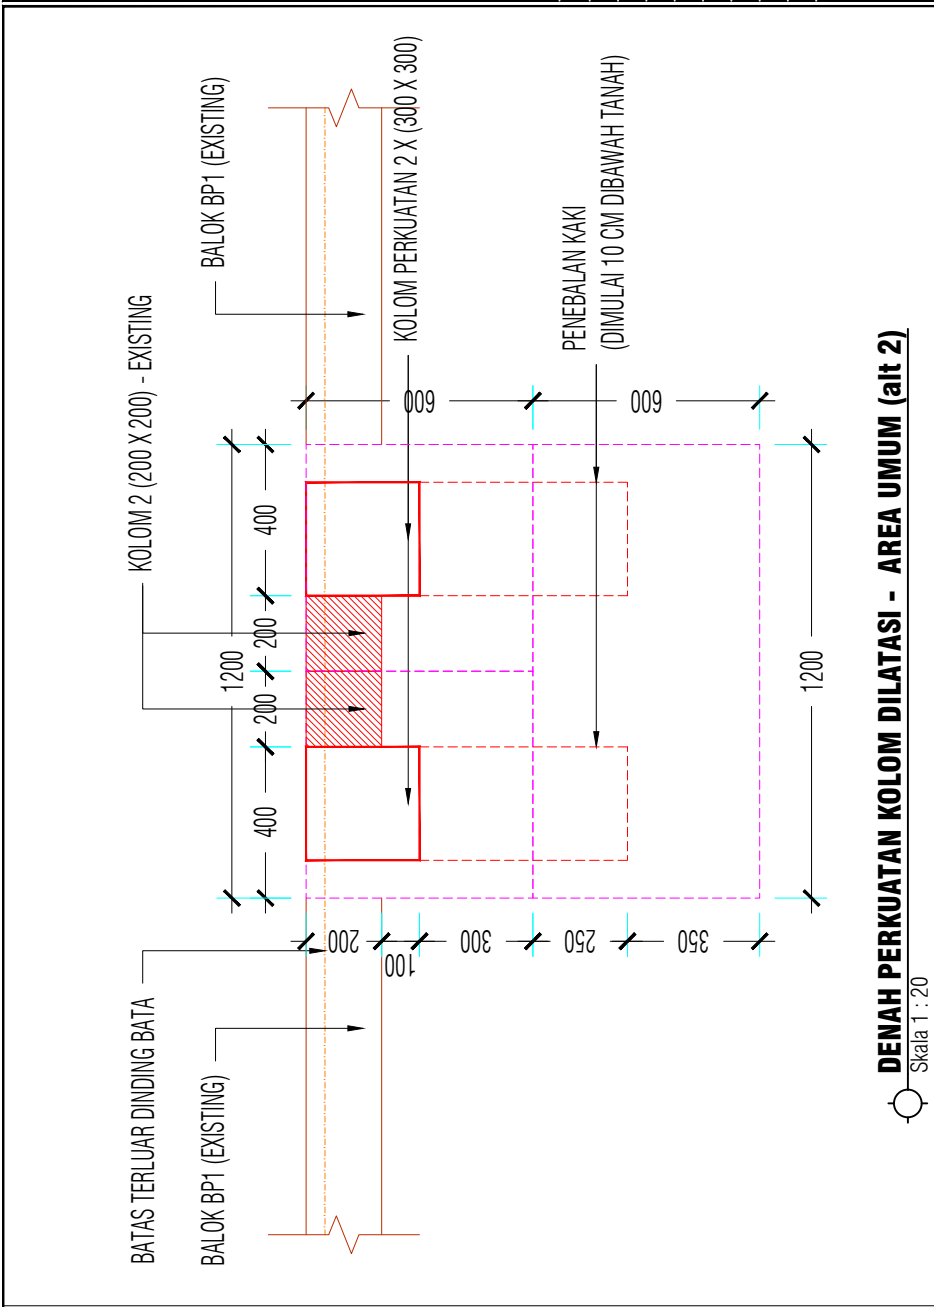 BATAS TERLUAR DINDING BATA
KOLOM 2 (200 X 200) - EXISTING
BALOK BP1 (EXISTING)
BALOK BP1 (EXISTING)
1200
400
200
200
400
200
100
300
250
350
600
600
KOLOM PERKUATAN 2 X (300 X 300)
PENEBALAN KAKI
(DIMULAI 10 CM DIBAWAH TANAH)
1200
DENAH PERKUATAN KOLOM DILATASI - AREA UMUM (alt 2)
Skala 1 : 20